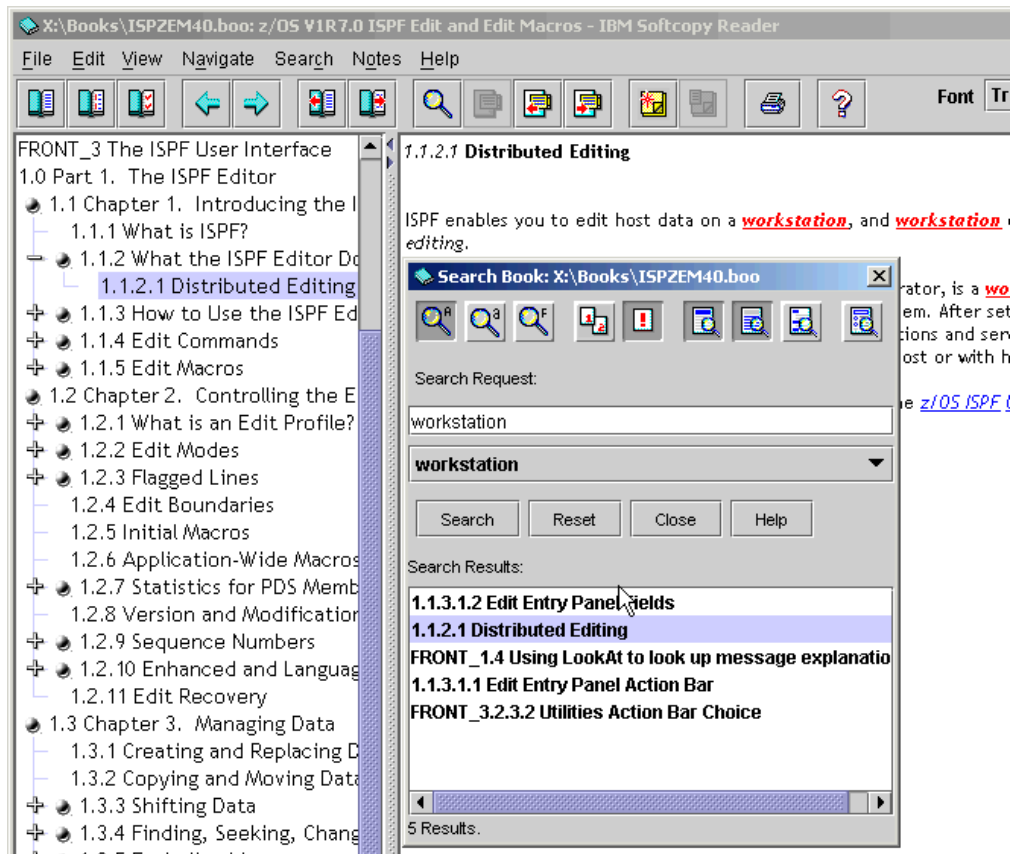 X:\Books\ISPZEM40.boo: z/OS V1R7.0 ISPF Edit and Edit Macros - IBM Softcopy Reader
File Edit View Navigate Search Notes Help
Font Tr
FRONT_3 The ISPF User Interface
1.0 Part 1. The ISPF Editor
1.1 Chapter 1. Introducing the I
1.1.1 What is ISPF?
1.1.2 What the ISPF Editor Do
1.1.2.1 Distributed Editing
1.1.3 How to Use the ISPF Ed
1.1.4 Edit Commands
1.1.5 Edit Macros
1.2 Chapter 2. Controlling the E
1.2.1 What is an Edit Profile?
1.2.2 Edit Modes
1.2.3 Flagged Lines
1.2.4 Edit Boundaries
1.2.5 Initial Macros
1.2.6 Application-Wide Macros
1.2.7 Statistics for PDS Memb
1.2.8 Version and Modification
1.2.9 Sequence Numbers
1.2.10 Enhanced and Languag
1.2.11 Edit Recovery
1.3 Chapter 3. Managing Data
1.3.1 Creating and Replacing D
1.3.2 Copying and Moving Data
1.3.3 Shifting Data
1.3.4 Finding, Seeking, Chang
1.1.2.1 Distributed Editing
ISPF enables you to edit host data on a workstation, and workstation
editing.
rator, is a wo
em. After set
tions and serv
ost or with h
e z/OS ISPF
Search Book: X:\Books\ISPZEM40.boo
Search Request:
workstation
workstation
Search Reset Close Help
Search Results:
1.1.3.1.2 Edit Entry Panel Fields
1.1.2.1 Distributed Editing
FRONT_1.4 Using LookAt to look up message explanatio
1.1.3.1.1 Edit Entry Panel Action Bar
FRONT_3.2.3.2 Utilities Action Bar Choice
5 Results.